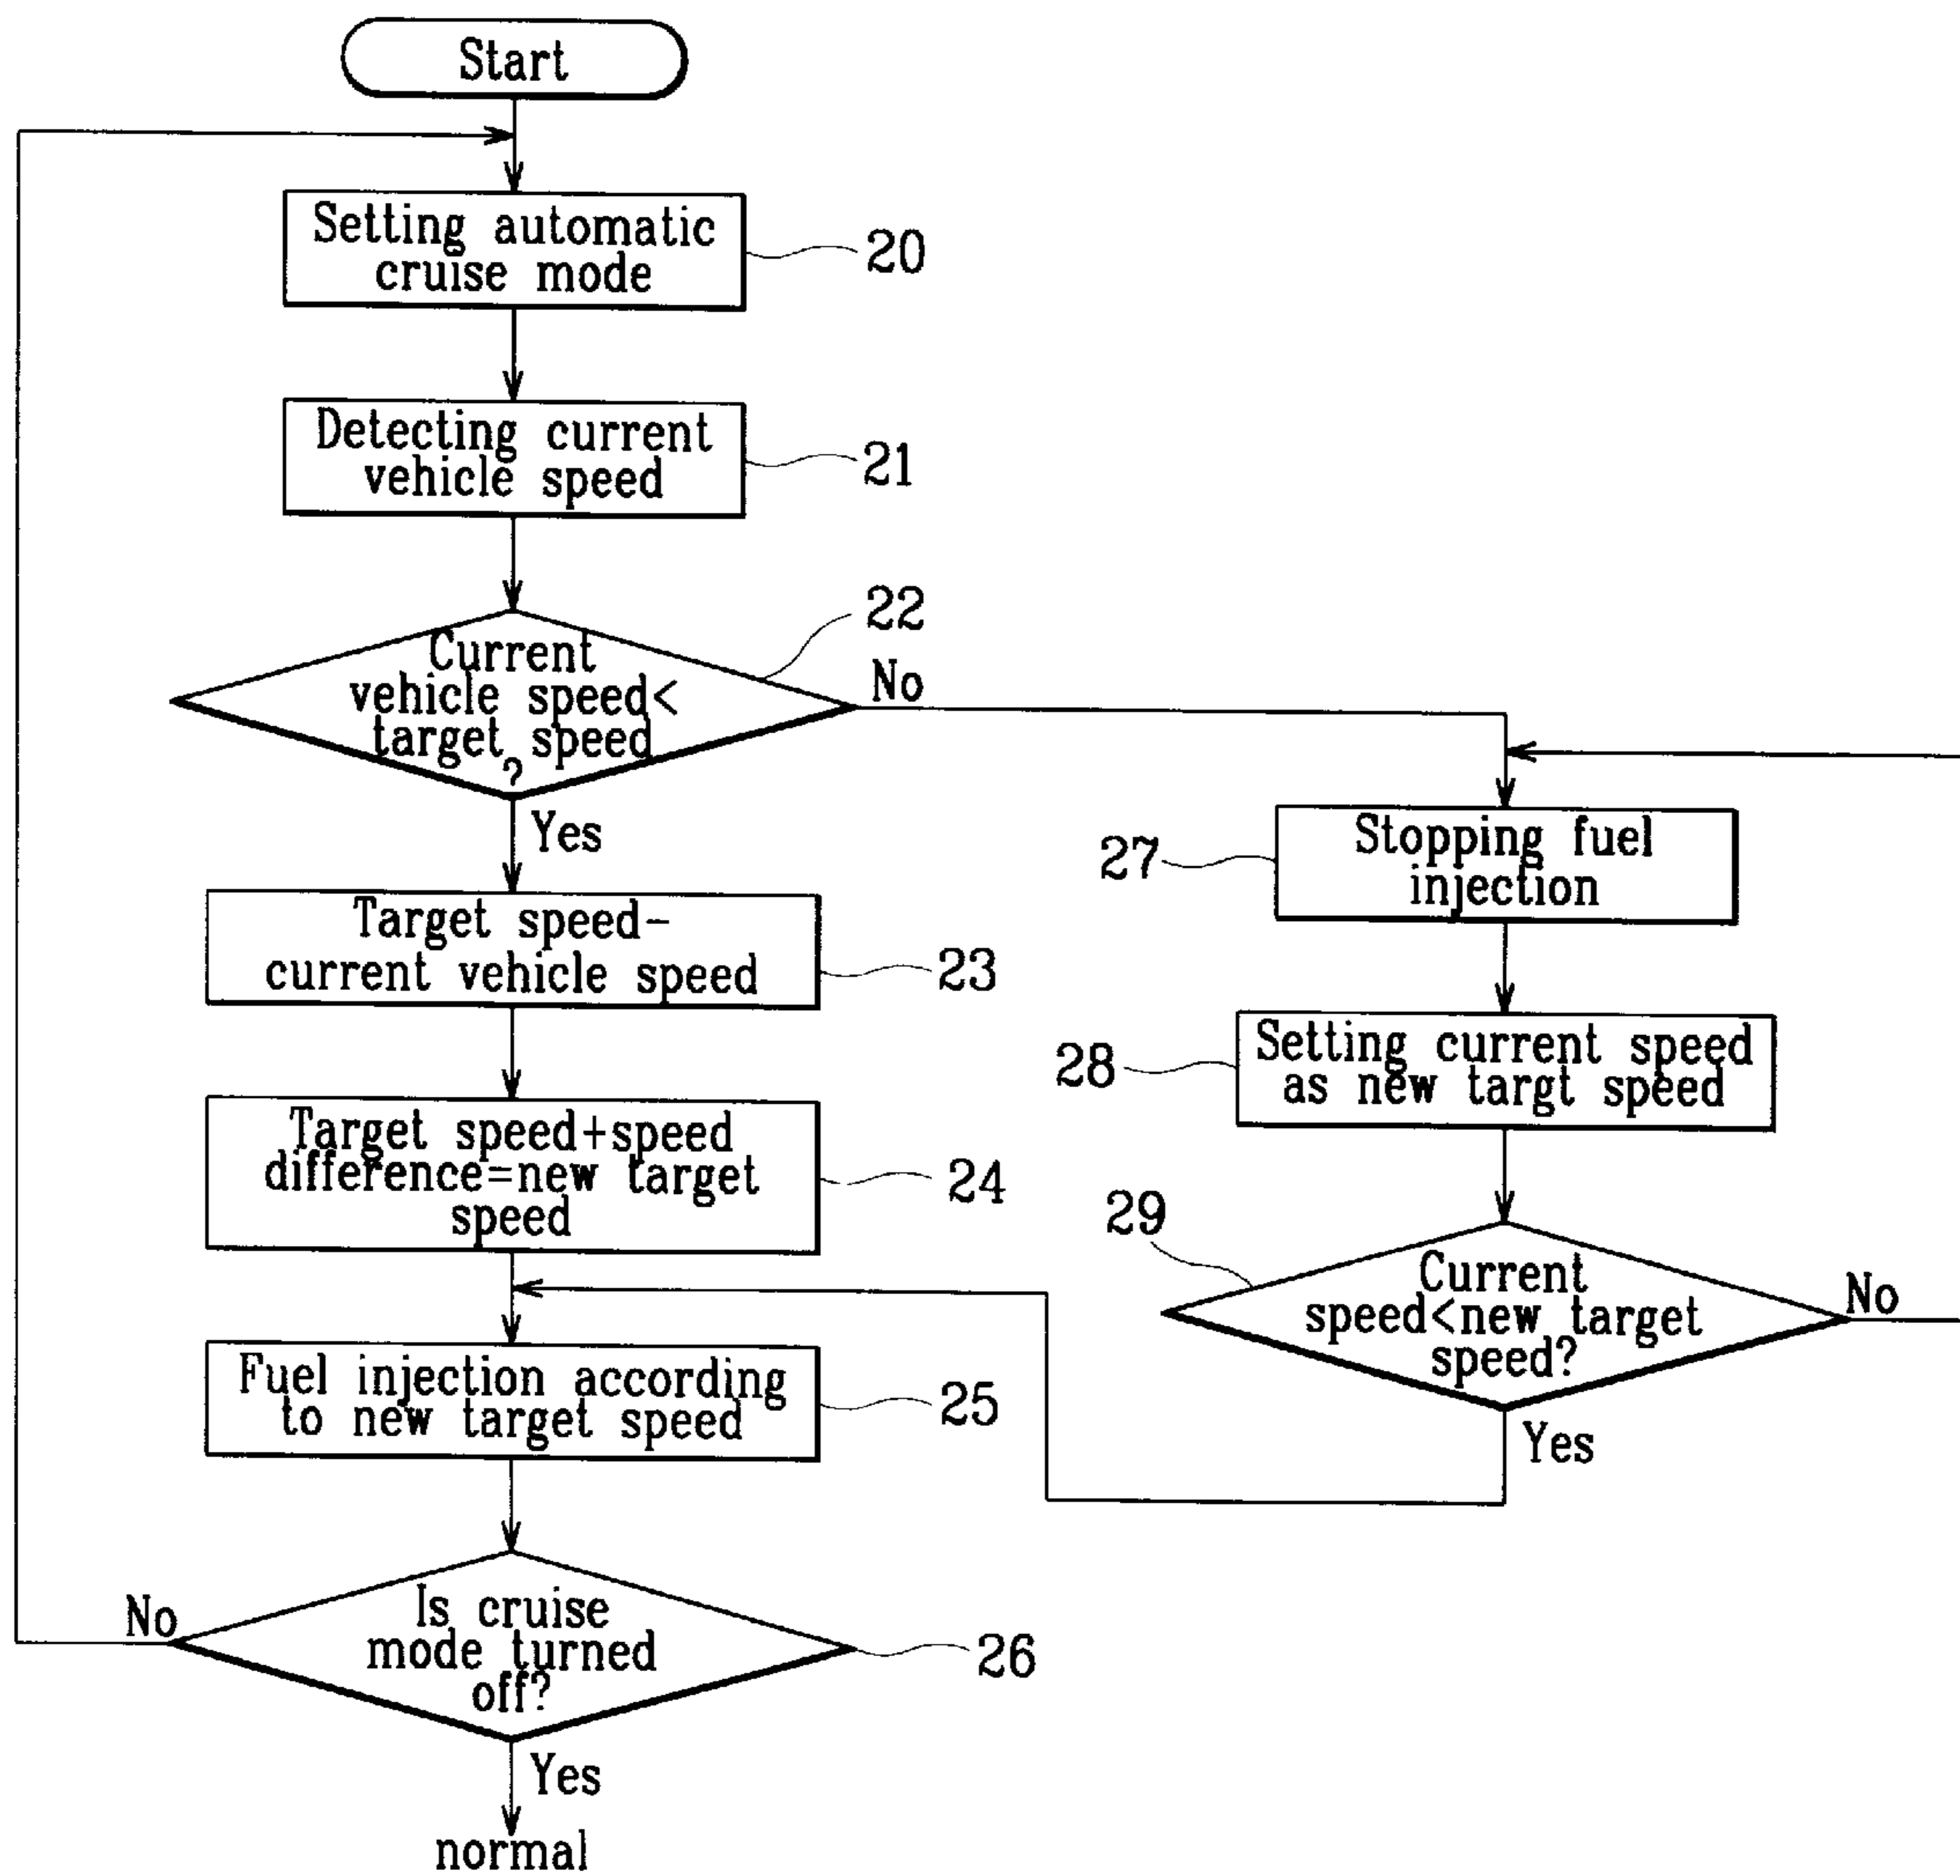 Start
Setting automatic
cruise mode
20
Detecting current
vehicle speed
21
Current
vehicle speed<
target speed
?
22
No
Yes
Target speed-
current vehicle speed
23
Target speed+speed
difference=new target
speed
24
Fuel injection according
to new target speed
25
Is cruise
mode turned
off?
26
No
Yes
normal
Stopping fuel
injection
27
Setting current speed
as new targt speed
28
Current
speed<new target
speed?
29
No
Yes